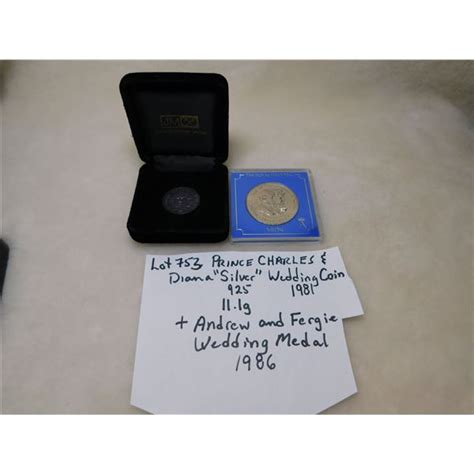 Lot 753 PRINCE CHARLES &
Diana "Silver" Wedding Coin
925 1981
11.1g
+ Andrew and Fergie
Wedding Medal
1986